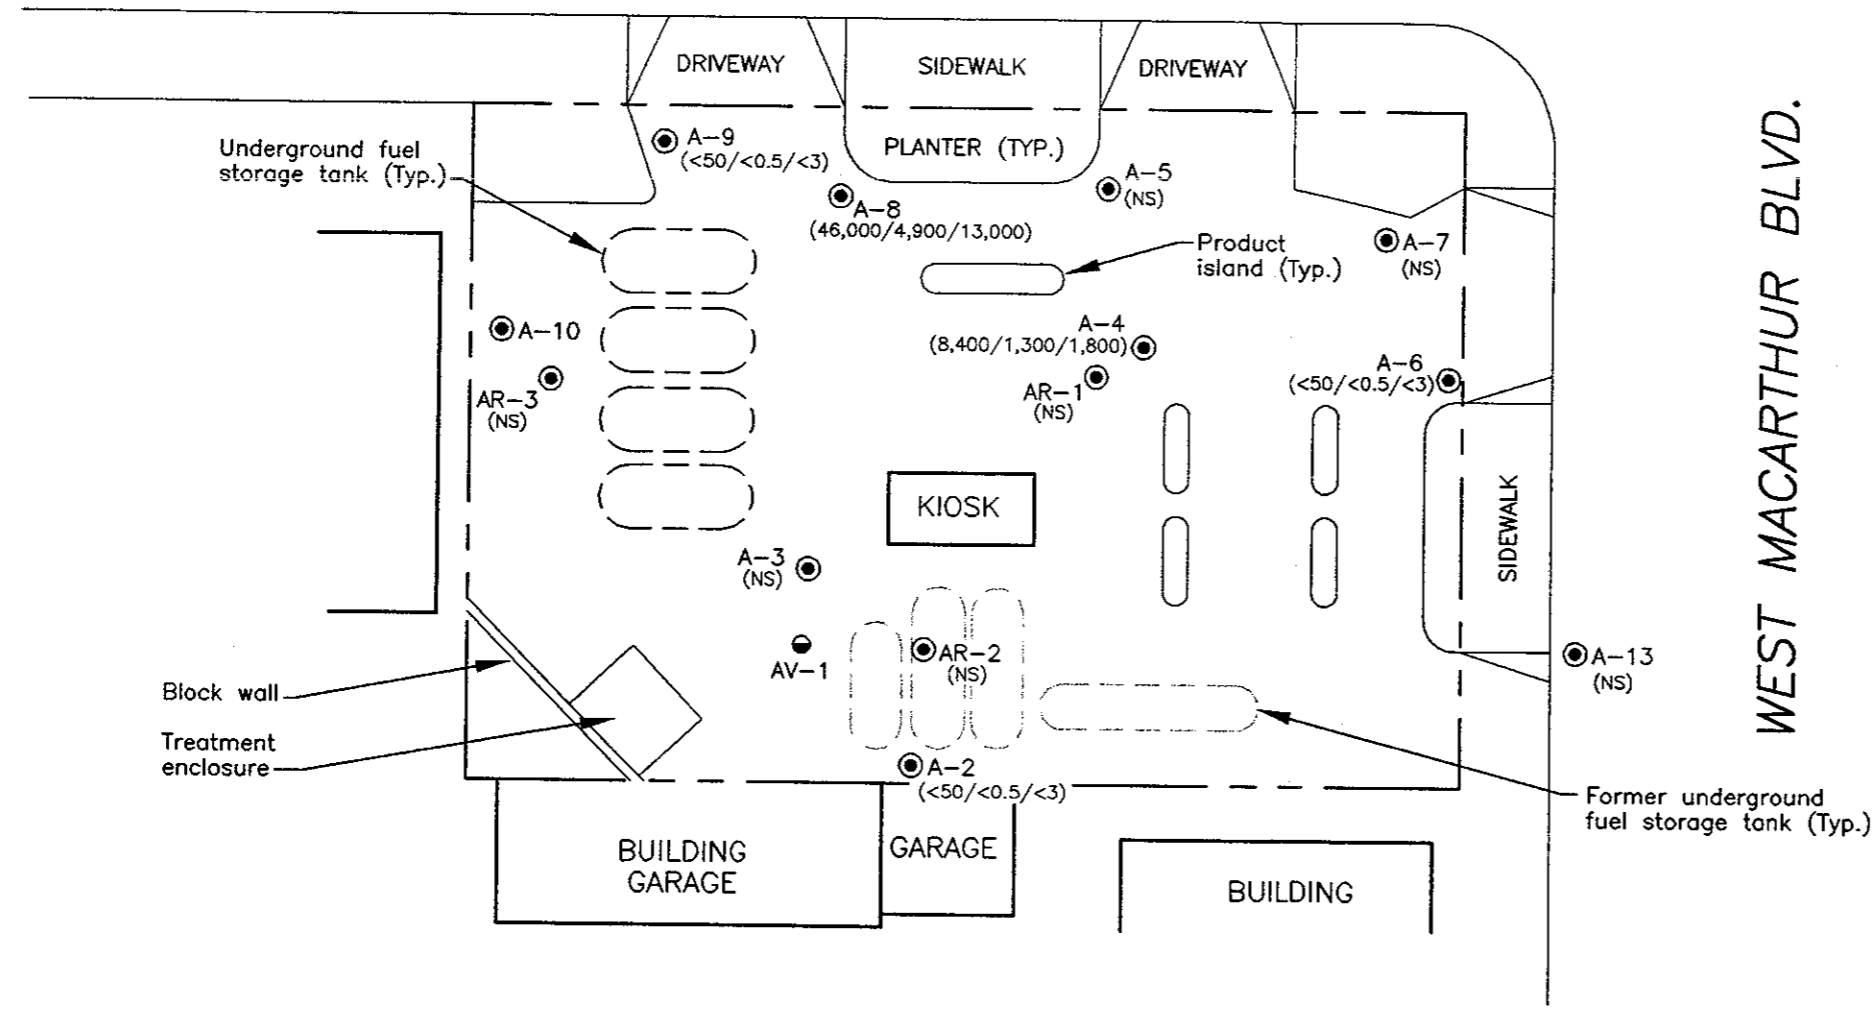 DRIVEWAY
SIDEWALK
DRIVEWAY
Underground fuel
storage tank (Typ.)
A-9
(<50/<0.5/<3)
PLANTER (TYP.)
A-5
(NS)
A-8
(46,000/4,900/13,000)
Product
island (Typ.)
A-7
(NS)
A-10
A-4
(8,400/1,300/1,800)
A-6
(<50/<0.5/<3)
AR-3
(NS)
AR-1
(NS)
KIOSK
SIDEWALK
WEST MACARTHUR BLVD.
A-3
(NS)
AV-1
AR-2
(NS)
A-13
(NS)
Block wall
Treatment
enclosure
A-2
(<50/<0.5/<3)
Former underground
fuel storage tank (Typ.)
BUILDING
GARAGE
GARAGE
BUILDING